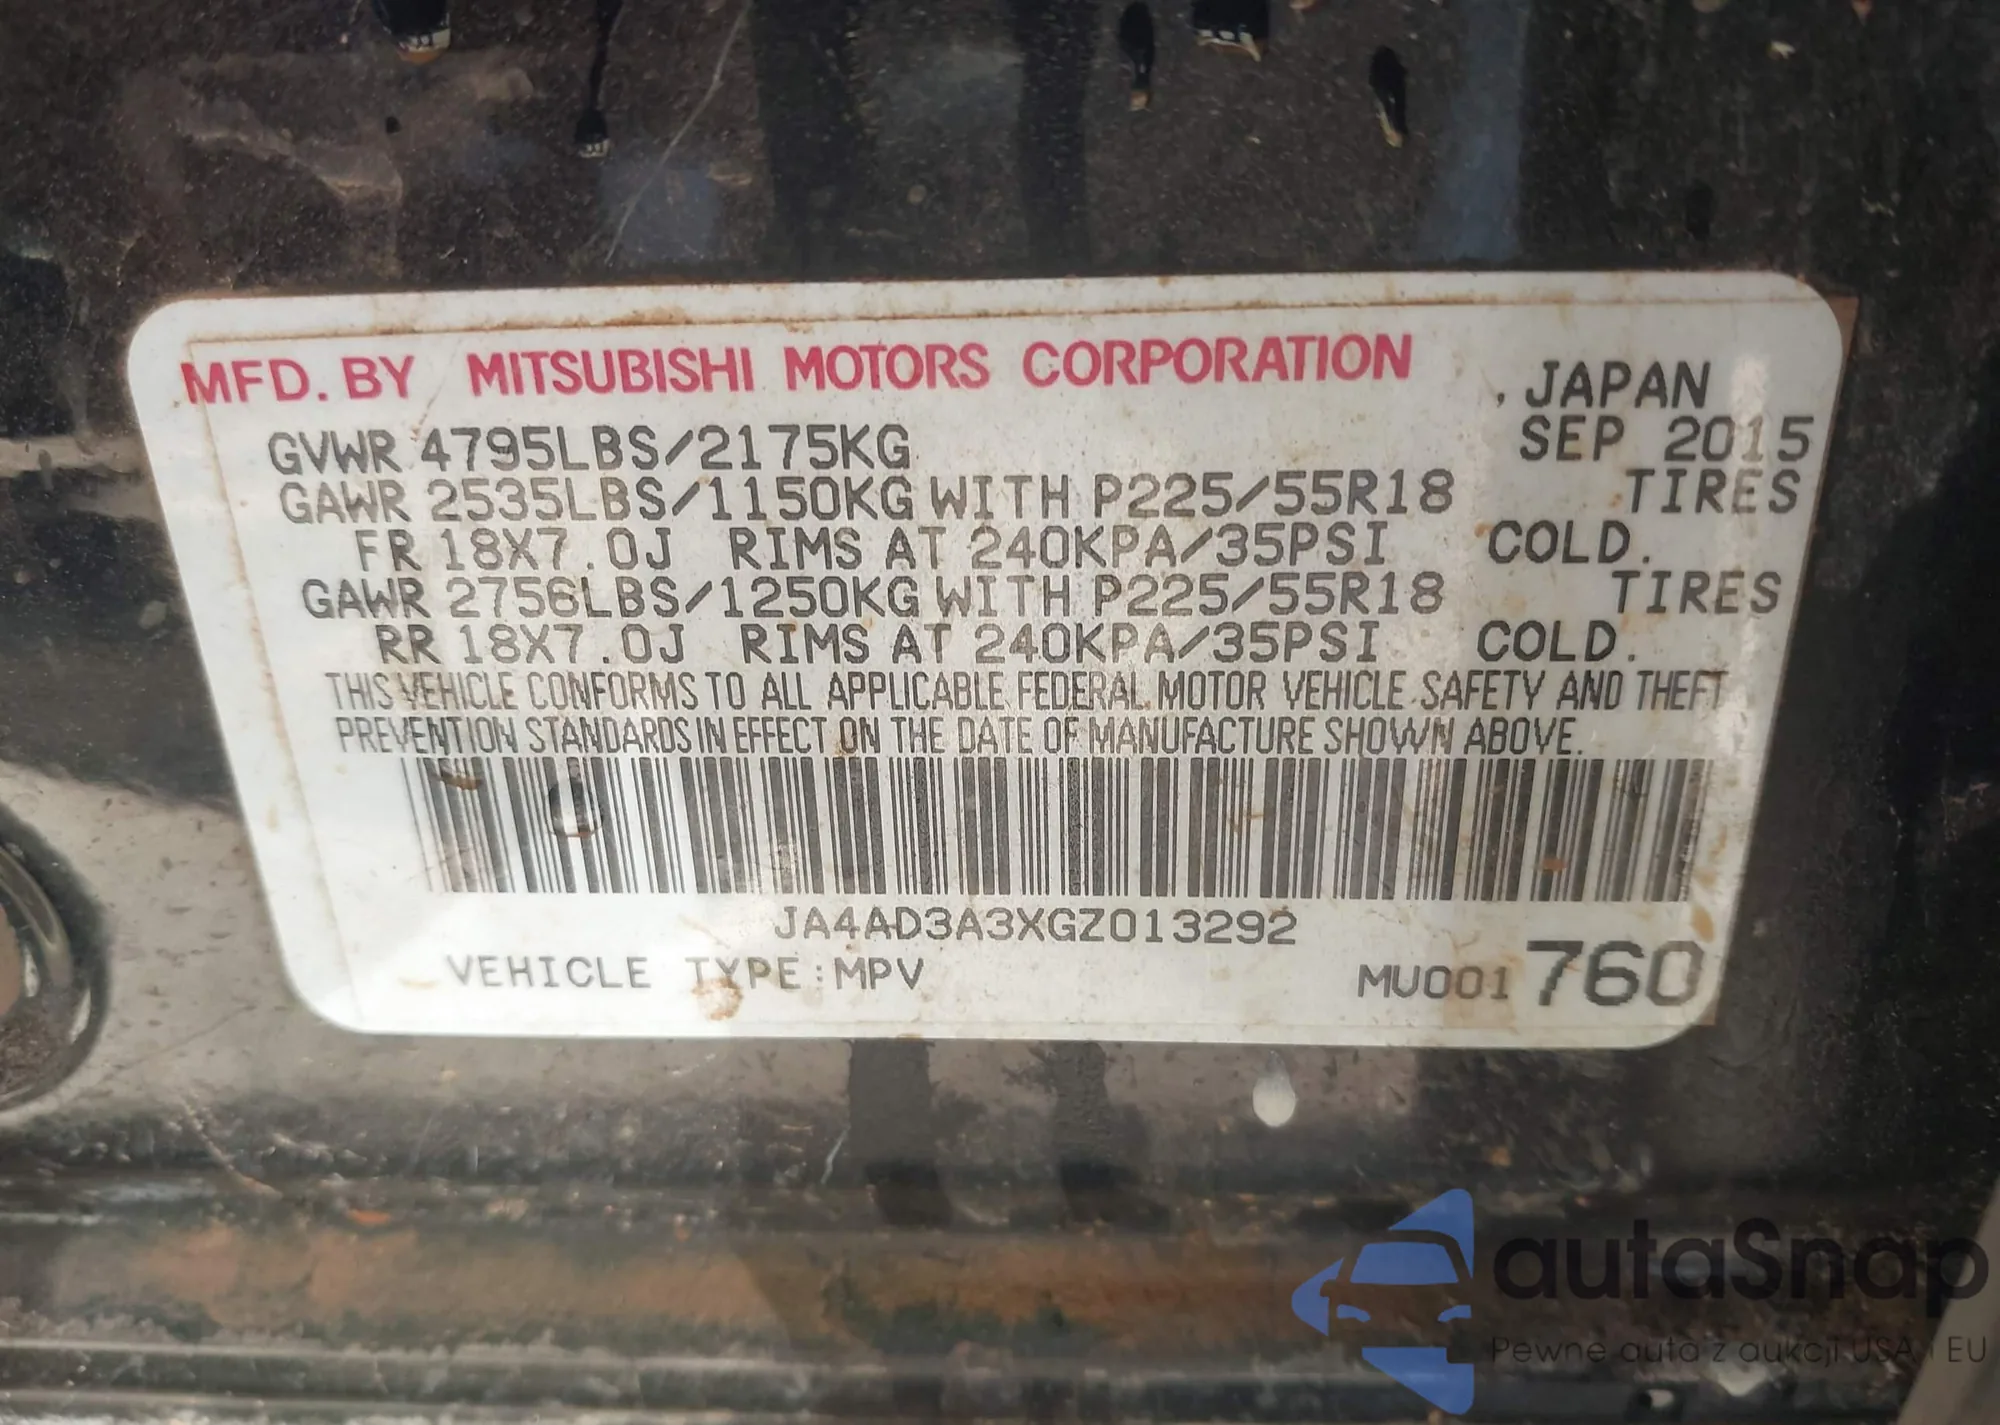 MFD. BY MITSUBISHI MOTORS CORPORATION , JAPAN
GVWR 4795LBS/2175KG SEP 2015
GAWR 2535LBS/1150KG WITH P225/55R18 TIRES
FR 18X7.0J RIMS AT 240KPA/35PSI COLD.
GAWR 2756LBS/1250KG WITH P225/55R18 TIRES
RR 18X7.0J RIMS AT 240KPA/35PSI COLD.
THIS VEHICLE CONFORMS TO ALL APPLICABLE FEDERAL MOTOR VEHICLE SAFETY AND THEFT
PREVENTION STANDARDS IN EFFECT ON THE DATE OF MANUFACTURE SHOWN ABOVE.
JA4AD3A3XGZ013292
VEHICLE TYPE:MPV MU001760
autaSnap
Pewne auta z aukcji USA i EU